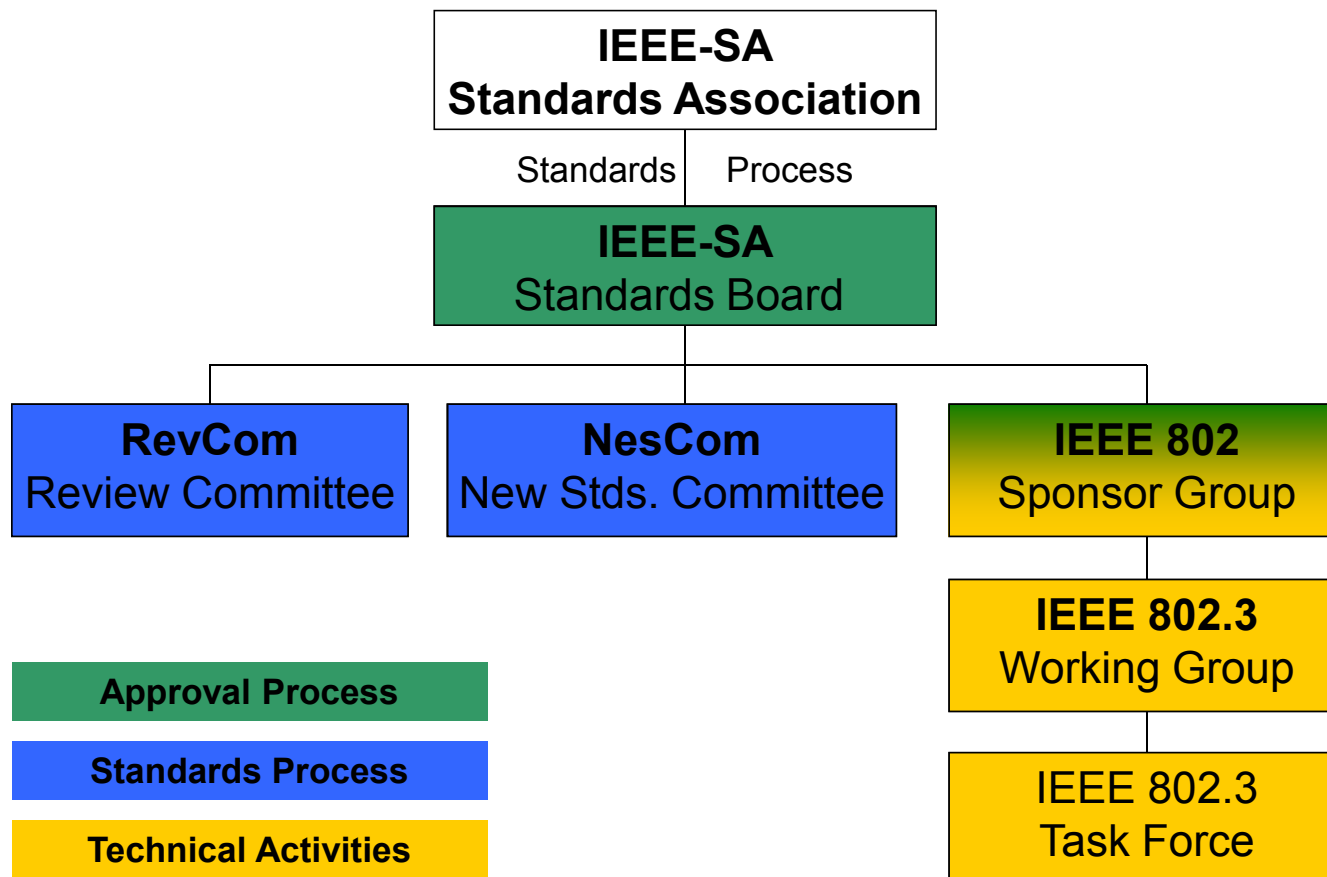 IEEE-SA
Standards Association
Standards Process
IEEE-SA
Standards Board
RevCom
Review Committee
NesCom
New Stds. Committee
IEEE 802
Sponsor Group
IEEE 802.3
Working Group
IEEE 802.3
Task Force
Approval Process
Standards Process
Technical Activities